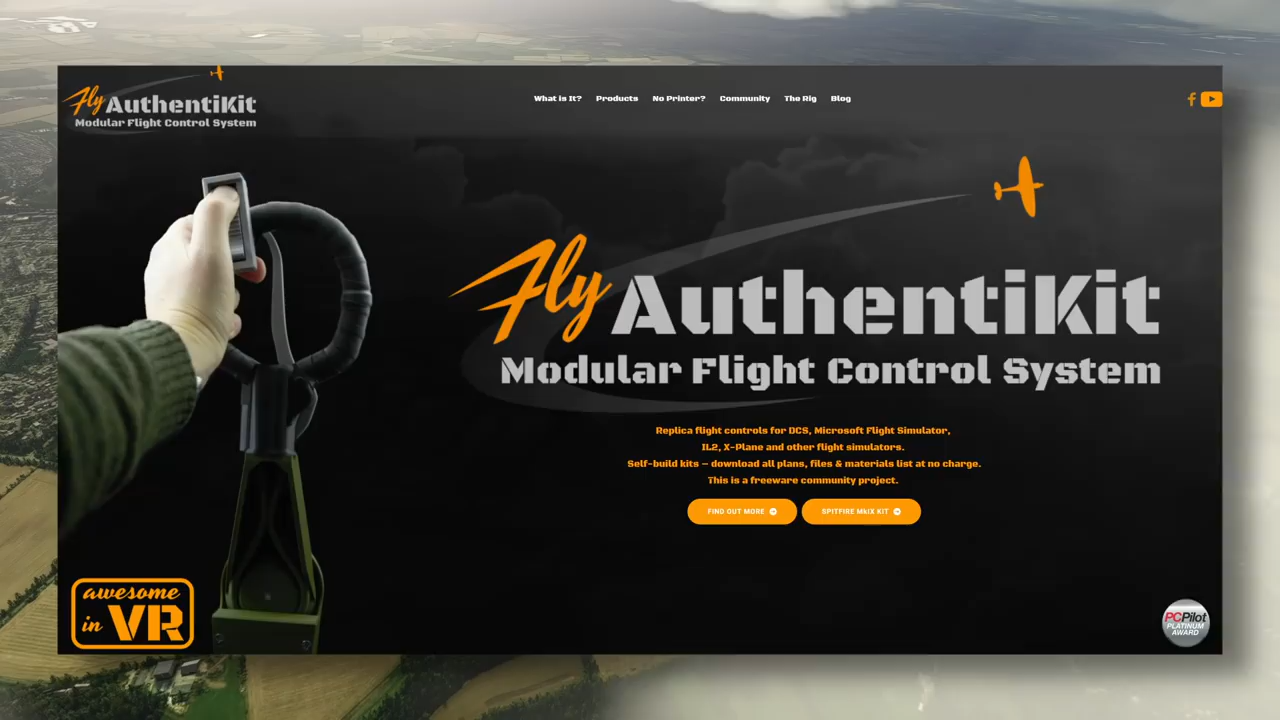 Fly AuthentiKit
Modular Flight Control System
What is It?
Products
No Printer?
Community
The Rig
Blog
Fly AuthentiKit
Modular Flight Control System
Replica flight controls for DCS, Microsoft Flight Simulator,
IL2, X-Plane and other flight simulators.
Self-build kits – download all plans, files & materials list at no charge.
This is a freeware community project.
FIND OUT MORE
SPITFIRE MkIX KIT
awesome
in VR
PCPilot
PLATINUM
AWARD